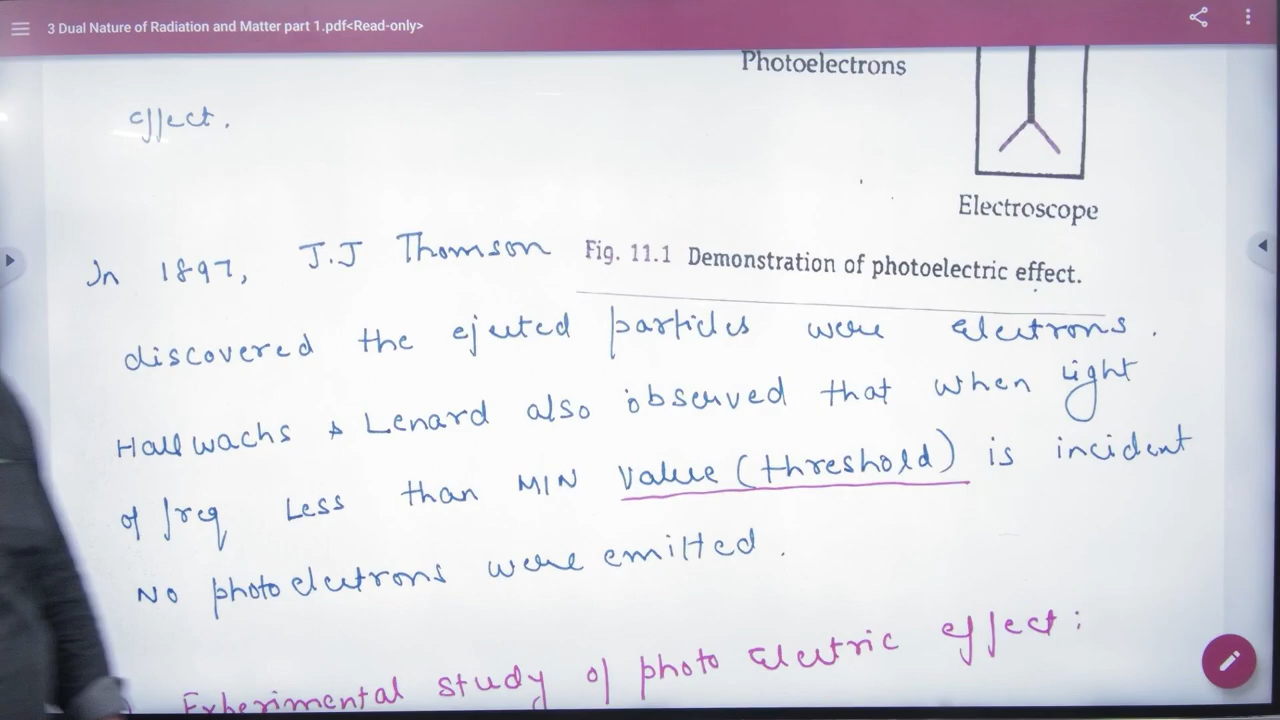 3 Dual Nature of Radiation and Matter part 1.pdf<Read-only>
Photoelectrons
effect.
Electroscope
In 1897, J.J Thomson
Fig. 11.1 Demonstration of photoelectric effect.
discovered the ejected particles were electrons.
Hallwachs & Lenard also observed that when light
of freq Less than MIN value (threshold) is incident
No photo electrons were emitted.
Experimental study of photo Electric effect: